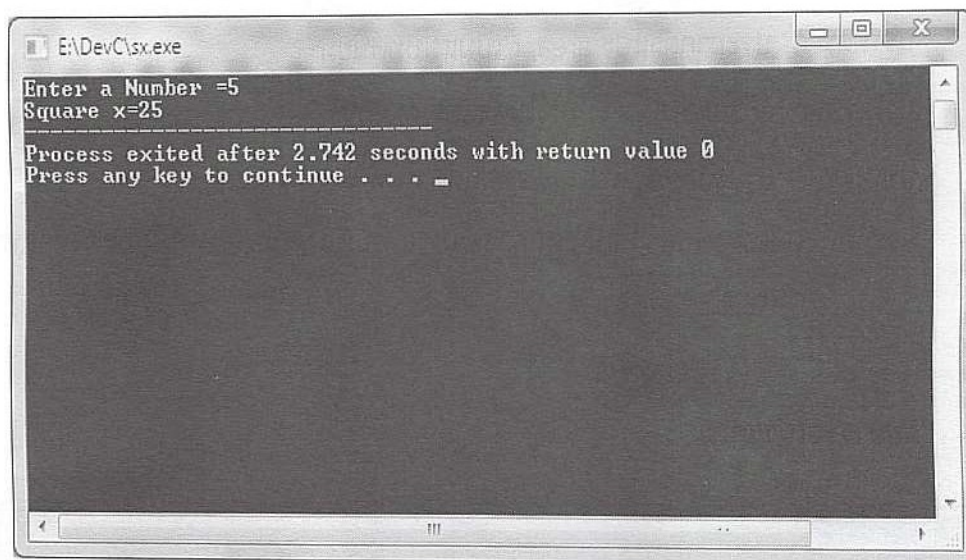 E:\DevC\sx.exe
Enter a Number =5
Square x=25
--------------------------------
Process exited after 2.742 seconds with return value 0
Press any key to continue . . . _